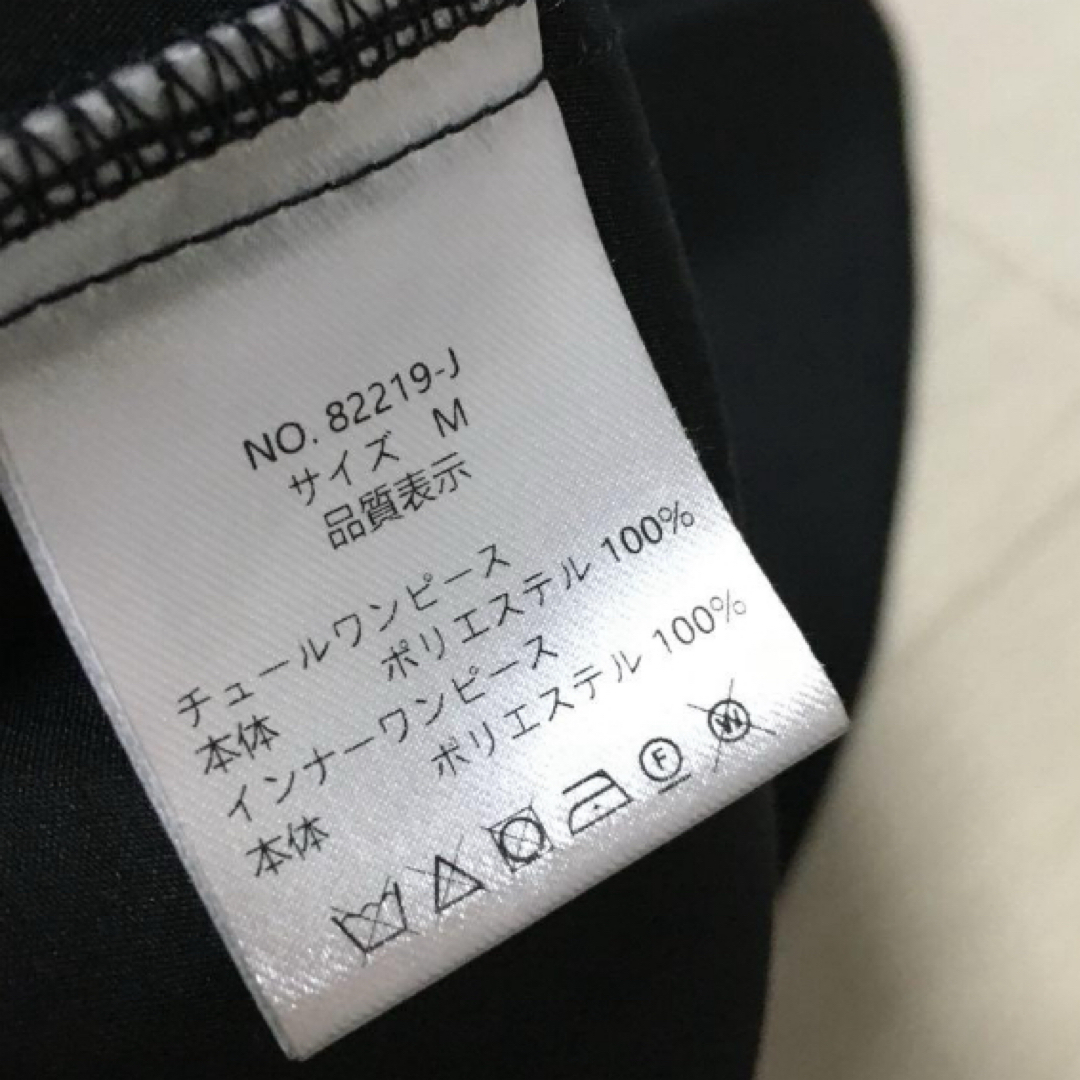 NO. 82219-J
サイズ M
品質表示
チュールワンピース
本体 ポリエステル 100%
インナーワンピース
本体 ポリエステル 100%
F
W